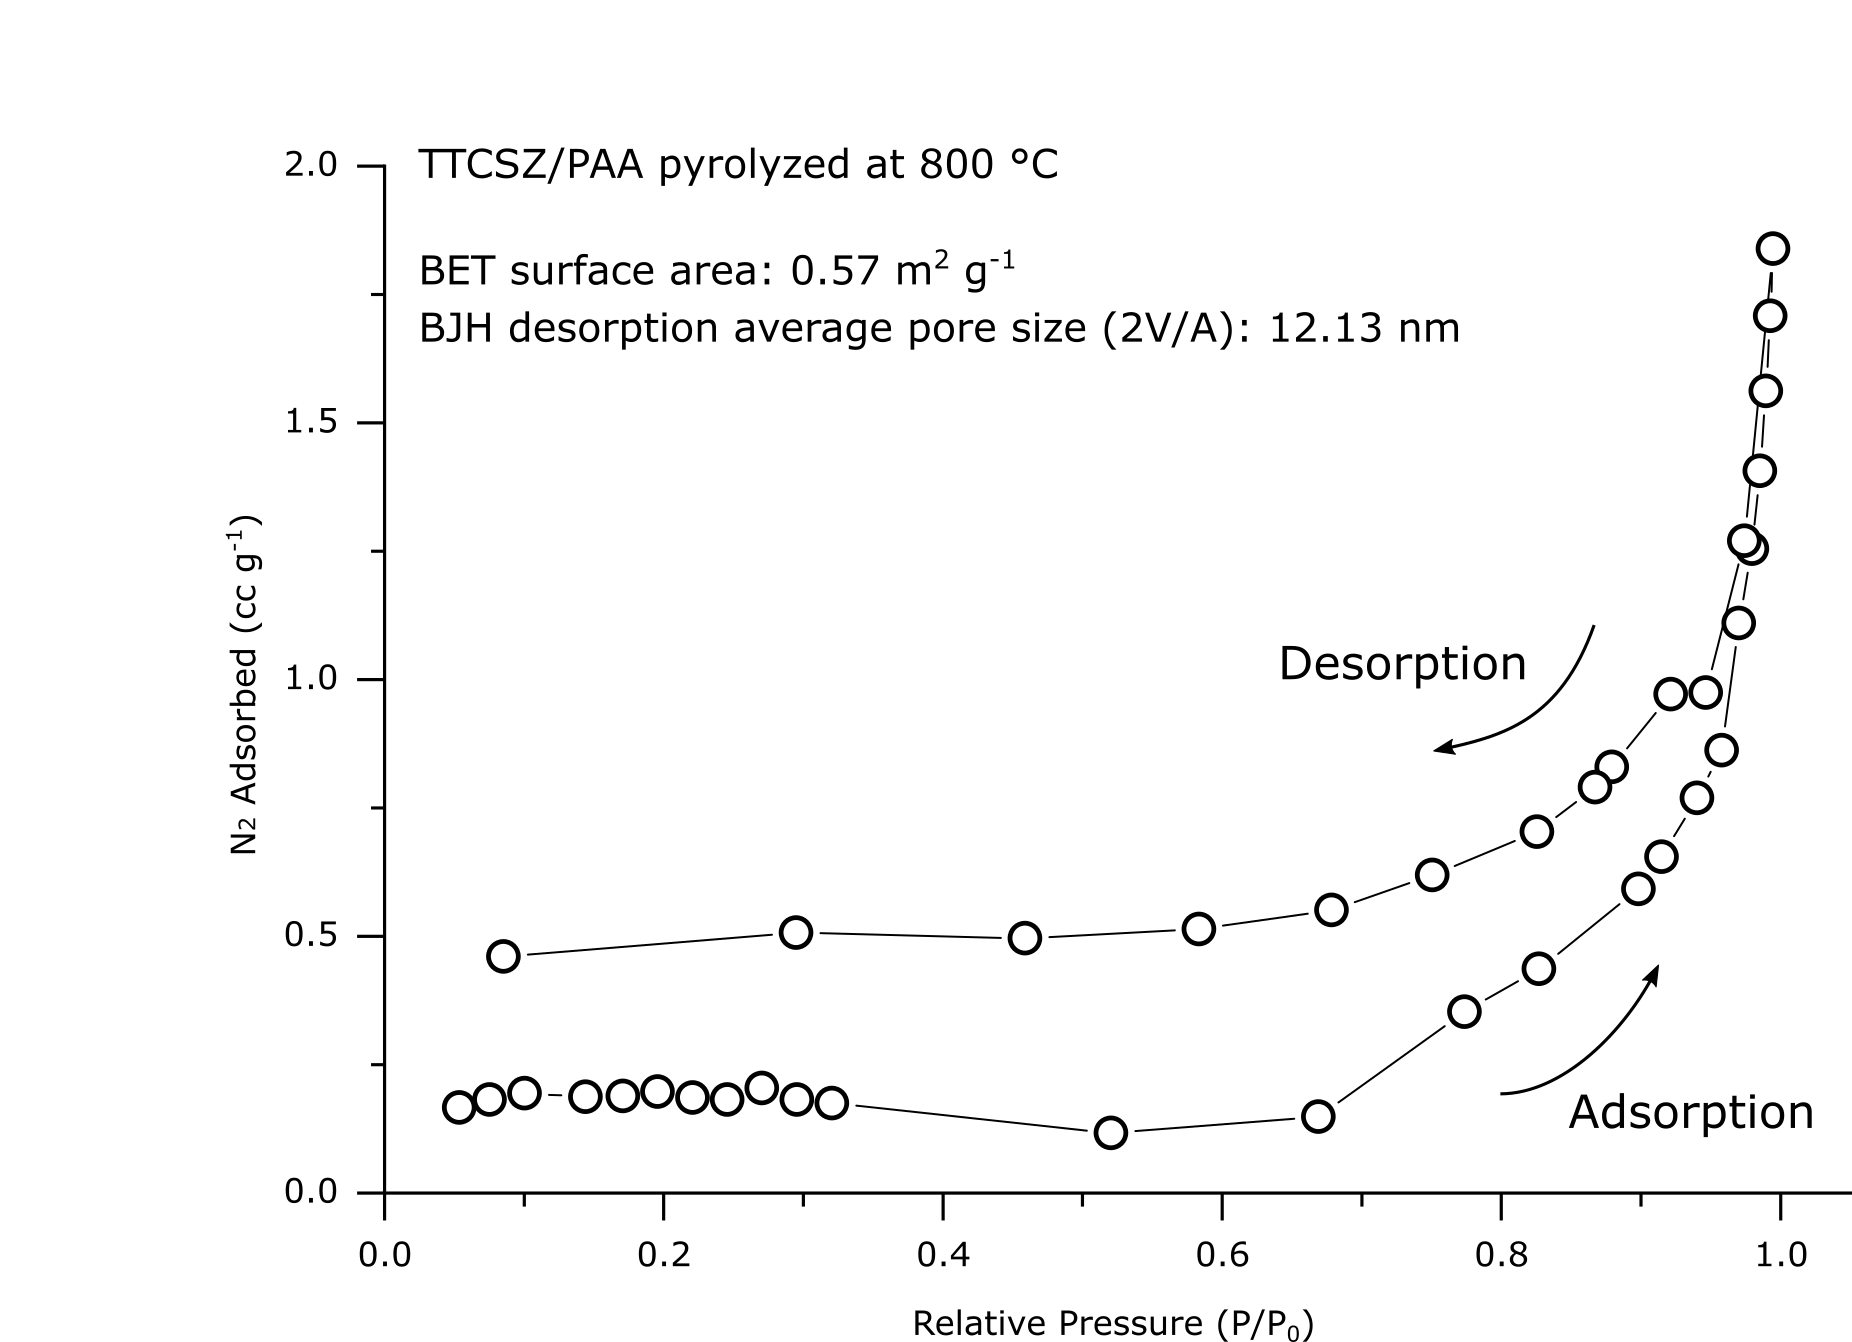 TTCSZ/PAA pyrolyzed at 800 °C
BET surface area: 0.57 m² g⁻¹
BJH desorption average pore size (2V/A): 12.13 nm
2.0
1.5
1.0
0.5
0.0
N₂ Adsorbed (cc g⁻¹)
Desorption
Adsorption
0.0 0.2 0.4 0.6 0.8 1.0
Relative Pressure (P/P₀)